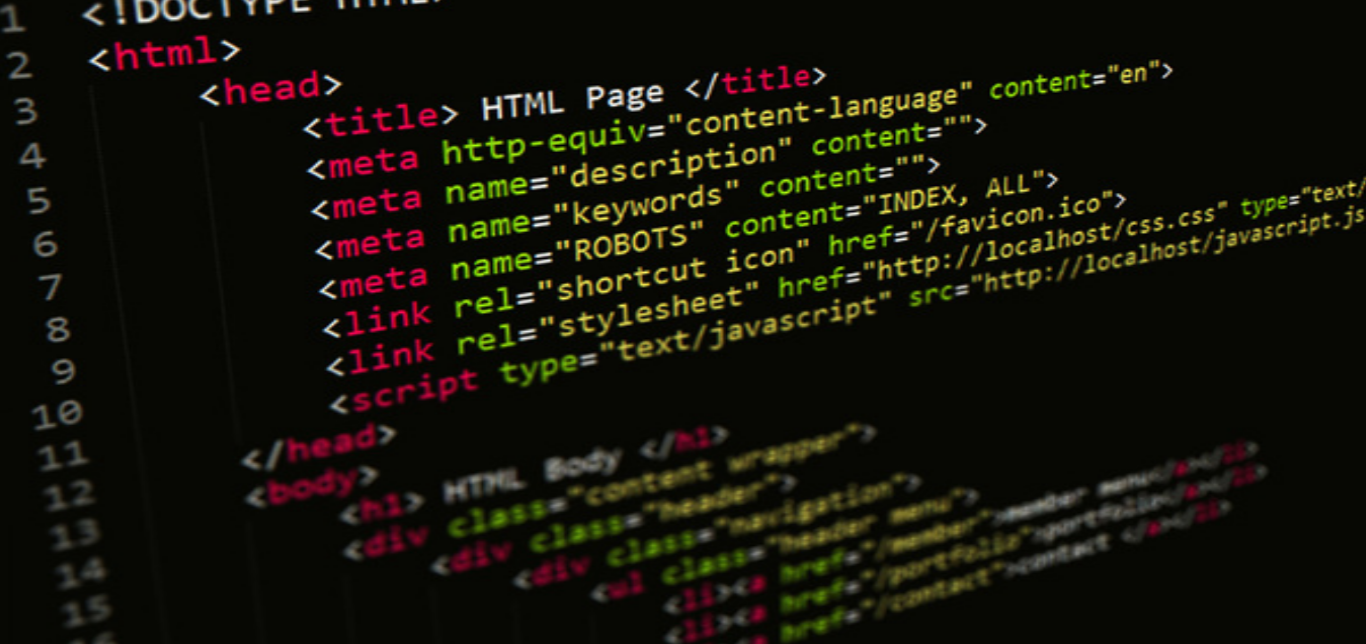 1 <!DOCTYPE HTML>
2 <html>
3 <head>
4 <title> HTML Page </title>
5 <meta http-equiv="content-language" content="en">
6 <meta name="description" content="">
7 <meta name="keywords" content="">
8 <meta name="ROBOTS" content="INDEX, ALL">
9 <link rel="shortcut icon" href="/favicon.ico">
10 <link rel="stylesheet" href="http://localhost/css.css" type="text/
11 <script type="text/javascript" src="http://localhost/javascript.js
12 </head>
13 <body>
14 <h1> HTML Body </h1>
15 <div class="content wrapper">
16 <div class="header">
<div class="navigation">
<ul class="header menu">
<li><a href="/member">member menu</a></li>
<li><a href="/portfolio">portfolio</a></li>
href="/contact">contact </a></li>